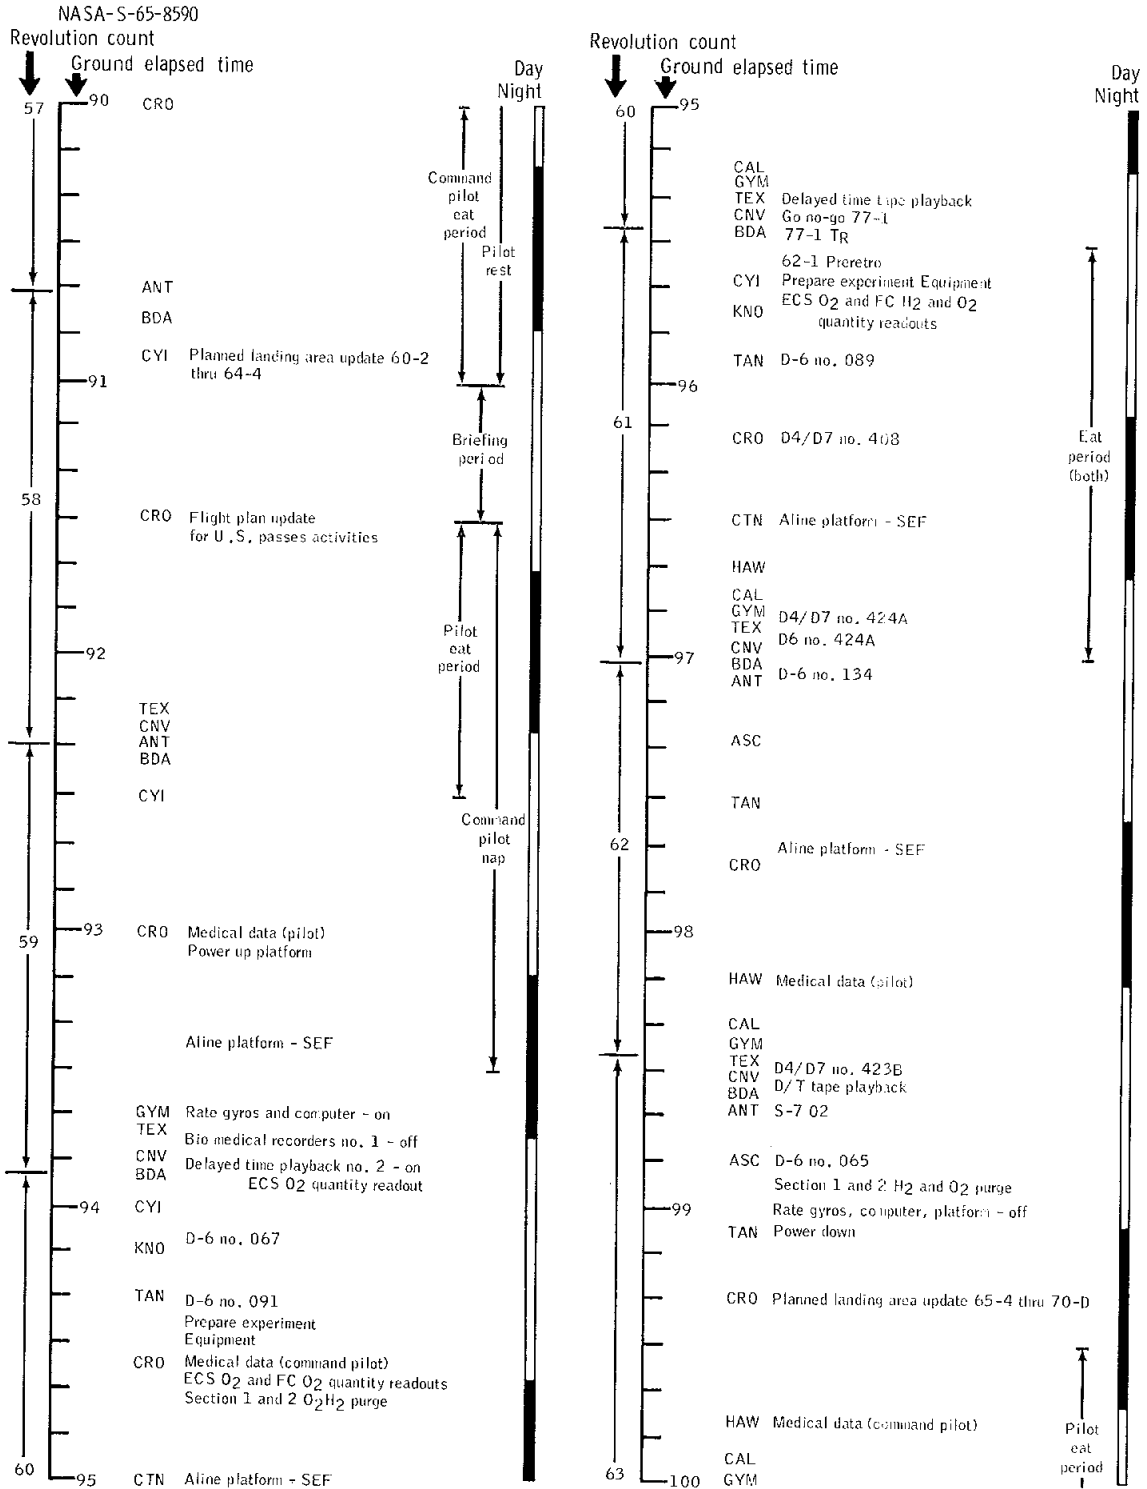 NASA-S-65-8590
Revolution count
Ground elapsed time
Day
Night
57
90 CRO
Command
pilot
eat
period
Pilot
rest
ANT
BDA
CYI Planned landing area update 60-2
thru 64-4
91
Briefing
period
58
CRO Flight plan update
for U.S. passes activities
Pilot
eat
period
92
TEX
CNV
ANT
BDA
CYI
Command
pilot
nap
59
93 CRO Medical data (pilot)
Power up platform
Aline platform - SEF
GYM Rate gyros and computer - on
TEX
Bio medical recorders no. 1 - off
CNV
BDA Delayed time playback no. 2 - on
ECS O2 quantity readout
94 CYI
D-6 no. 067
KNO
TAN D-6 no. 091
Prepare experiment
Equipment
CRO Medical data (command pilot)
ECS O2 and FC O2 quantity readouts
Section 1 and 2 O2H2 purge
60
95 CTN Aline platform - SEF
Revolution count
Ground elapsed time
Day
Night
60
95
CAL
GYM
TEX Delayed time tape playback
CNV Go no-go 77-1
BDA 77-1 TR
62-1 Preretro
CYI Prepare experiment Equipment
KNO ECS O2 and FC H2 and O2
quantity readouts
TAN D-6 no. 089
96
61
CRO D4/D7 no. 408
Eat
period
(both)
CTN Aline platform - SEF
HAW
CAL
GYM D4/D7 no. 424A
TEX
CNV D6 no. 424A
97
BDA
ANT D-6 no. 134
ASC
TAN
62
Aline platform - SEF
CRO
98
HAW Medical data (pilot)
CAL
GYM
TEX D4/D7 no. 423B
CNV
BDA D/T tape playback
ANT S-7 02
ASC D-6 no. 065
Section 1 and 2 H2 and O2 purge
99
Rate gyros, computer, platform - off
TAN Power down
CRO Planned landing area update 65-4 thru 70-D
HAW Medical data (command pilot)
Pilot
eat
period
CAL
63
100 GYM